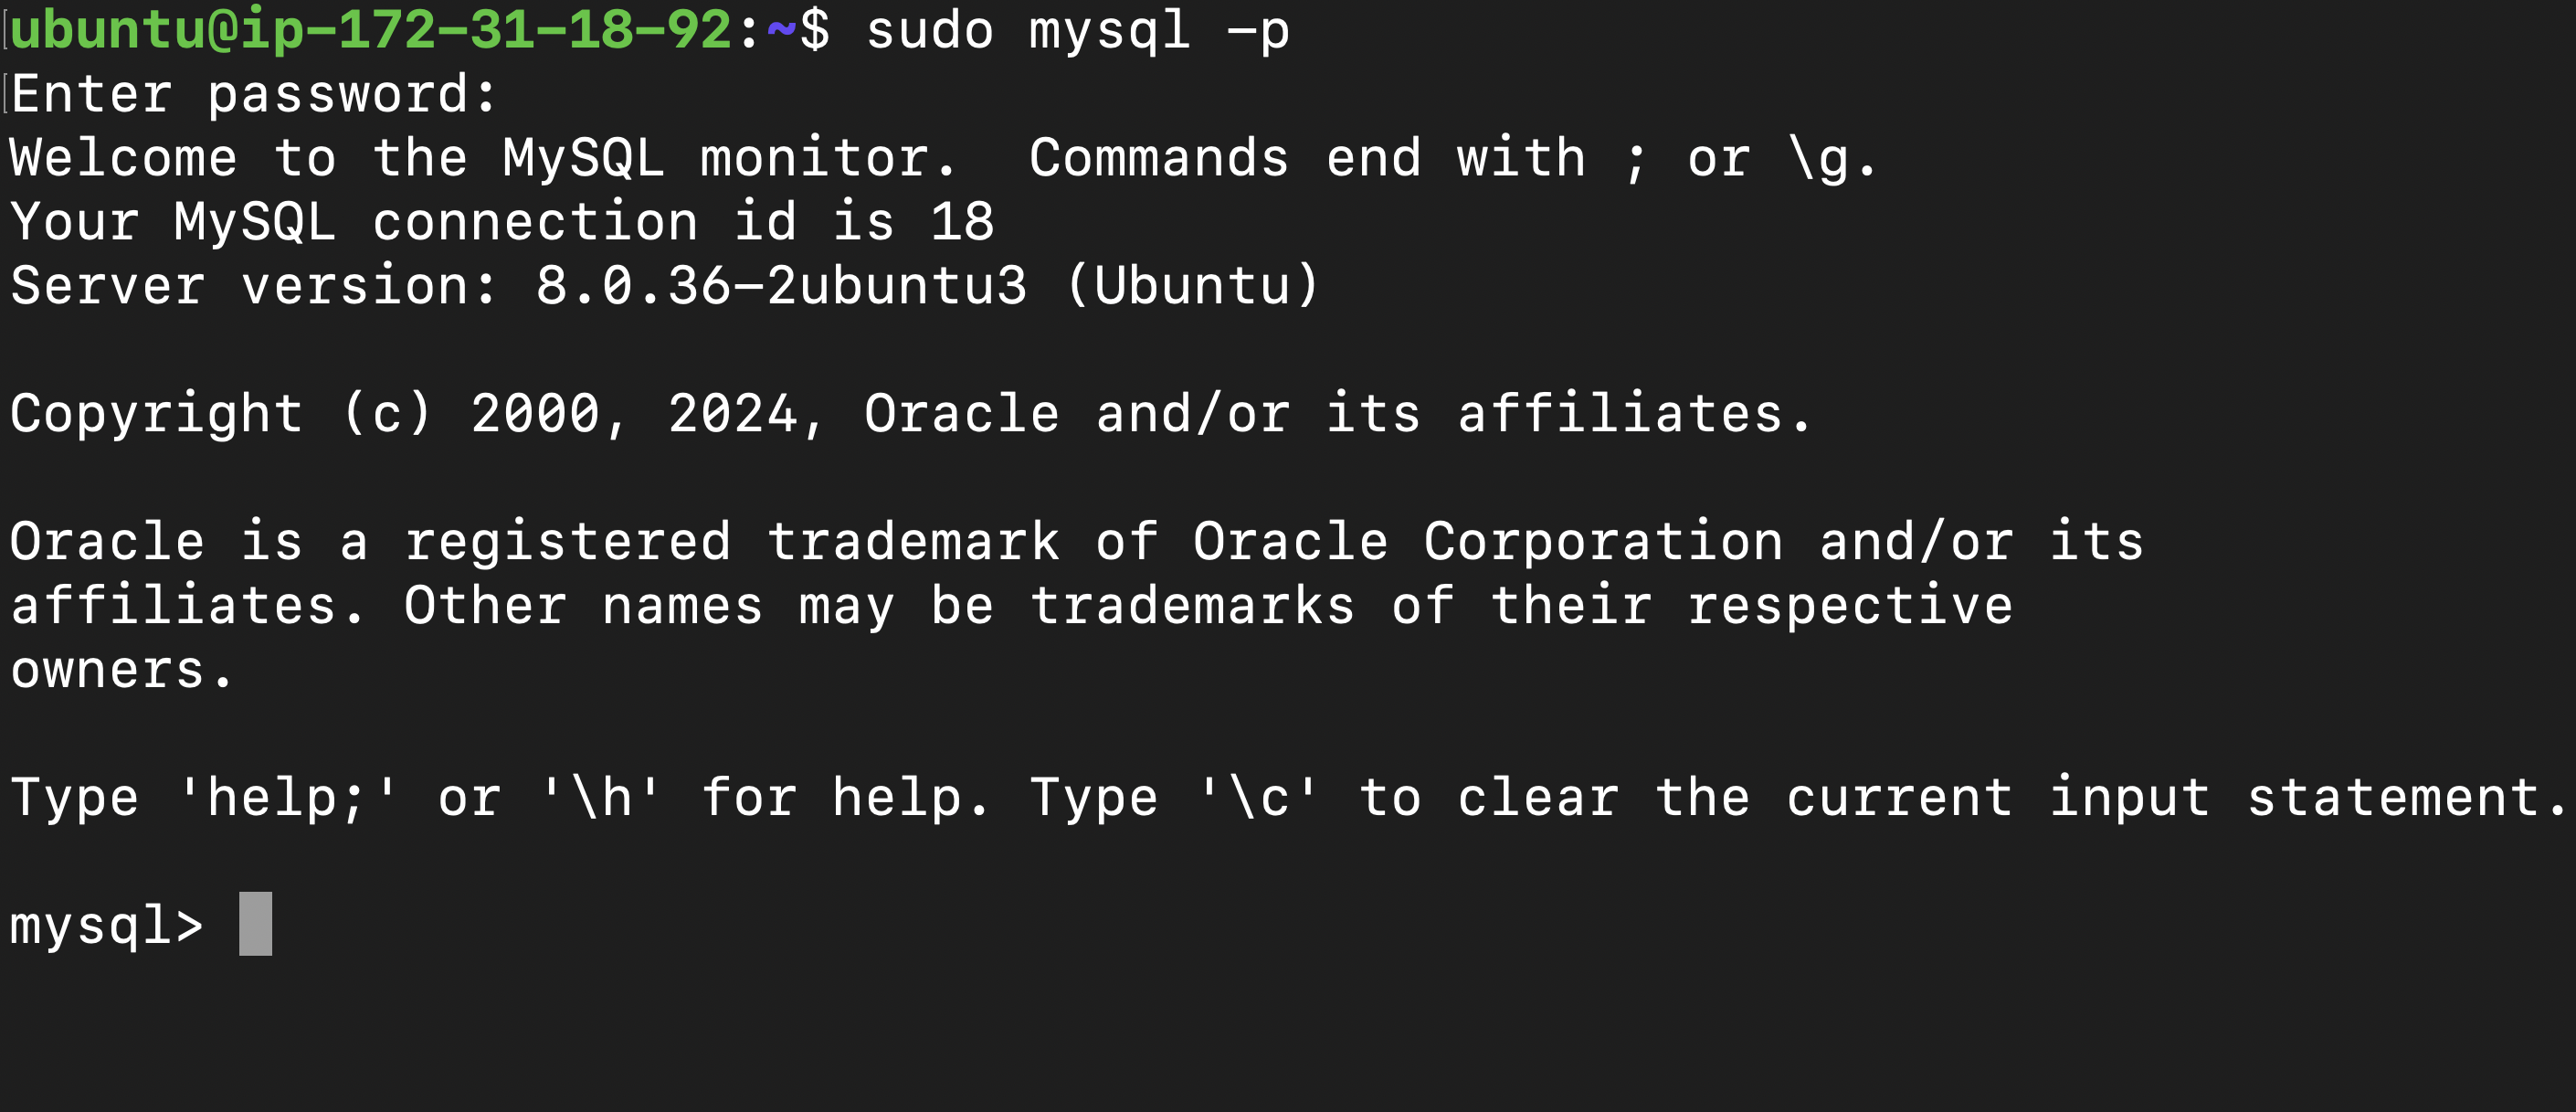 ubuntu@ip-172-31-18-92:~$ sudo mysql -p
Enter password:
Welcome to the MySQL monitor.  Commands end with ; or \g.
Your MySQL connection id is 18
Server version: 8.0.36-2ubuntu3 (Ubuntu)
Copyright (c) 2000, 2024, Oracle and/or its affiliates.
Oracle is a registered trademark of Oracle Corporation and/or its
affiliates. Other names may be trademarks of their respective
owners.
Type 'help;' or '\h' for help. Type '\c' to clear the current input statement.
mysql>